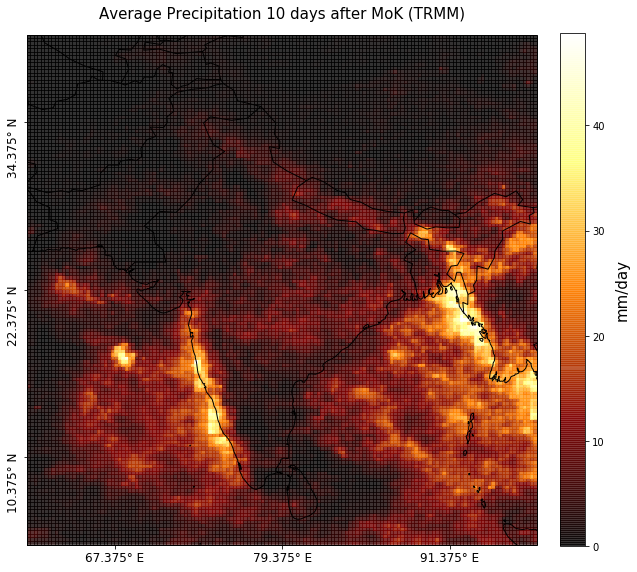 Average Precipitation 10 days after MoK (TRMM)
34.375° N
22.375° N
10.375° N
67.375° E
79.375° E
91.375° E
40
30
20
10
0
mm/day